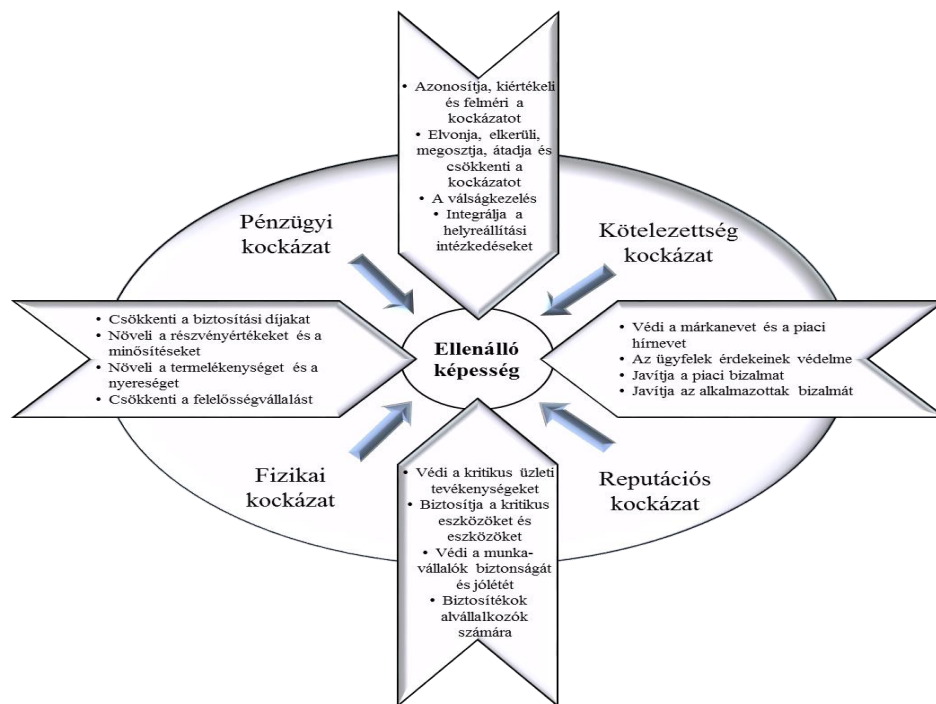 • Azonosítja, kiértékeli
és felméri a
kockázatot
• Elvonja, elkerüli,
megosztja, átadja és
csökkenti a
kockázatot
• A válságkezelés
• Integrálja a
helyreállítási
intézkedéseket
Pénzügyi
kockázat
Kötelezettség
kockázat
• Csökkenti a biztosítási díjakat
• Növeli a részvényértékeket és a
minősítéseket
• Növeli a termelékenységet és a
nyereséget
• Csökkenti a felelősségvállalást
Ellenálló
képesség
• Védi a márkanevet és a piaci
hírnevet
• Az ügyfelek érdekeinek védelme
• Javítja a piaci bizalmat
• Javítja az alkalmazottak bizalmát
Fizikai
kockázat
• Védi a kritikus üzleti
tevékenységeket
• Biztosítja a kritikus
eszközöket és
eszközöket
• Védi a munka-
vállalók biztonságát
és jólétét
• Biztosítékok
alvállalkozók
számára
Reputációs
kockázat